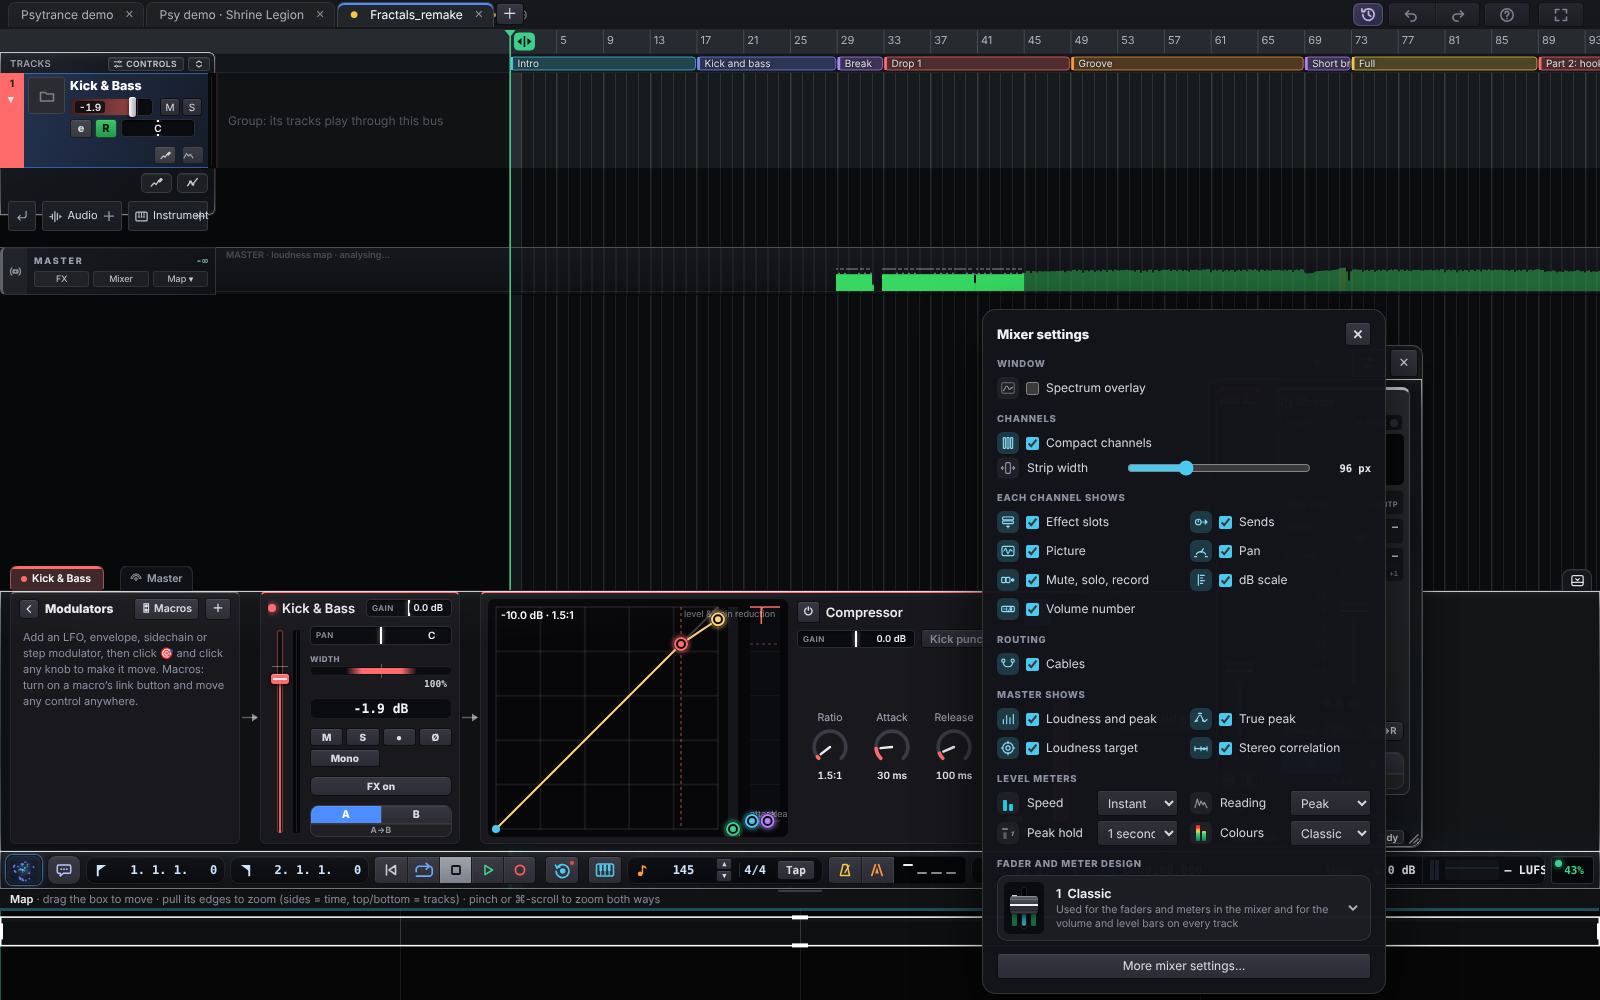 Psytrance demo
Psy demo · Shrine Legion
Fractals_remake
5 9 13 17 21 25 29 33 37 41 45 49 53 57 61 65 69 73 77 81 85 89 93
TRACKS CONTROLS
Intro
Kick and bass
Break
Drop 1
Groove
Short br
Full
Part 2: hook
1
Kick & Bass
-1.9 M S
e R C
Group: its tracks play through this bus
Audio
Instrument
MASTER -∞
FX Mixer Map
MASTER · loudness map · analysing...
Mixer settings
WINDOW
Spectrum overlay
CHANNELS
Compact channels
Strip width 96 px
EACH CHANNEL SHOWS
Effect slots Sends
Picture Pan
Mute, solo, record dB scale
Volume number
ROUTING
Cables
MASTER SHOWS
Loudness and peak True peak
Loudness target Stereo correlation
LEVEL METERS
Speed Instant Reading Peak
Peak hold 1 second Colours Classic
FADER AND METER DESIGN
1 Classic
Used for the faders and meters in the mixer and for the
volume and level bars on every track
More mixer settings...
TP
+1
R
dy
Kick & Bass Master
Modulators Macros
Add an LFO, envelope, sidechain or
step modulator, then click 🎯 and click
any knob to make it move. Macros:
turn on a macro's link button and move
any control anywhere.
Kick & Bass GAIN 0.0 dB
PAN C
WIDTH
100%
-1.9 dB
M S Ø
Mono
FX on
A B
A→B
-10.0 dB · 1.5:1
Compressor
GAIN 0.0 dB Kick punc
Ratio Attack Release
1.5:1 30 ms 100 ms
1. 1. 1. 0
2. 1. 1. 0
145
4/4
Tap
0 dB
– LUFS
43%
Map · drag the box to move · pull its edges to zoom (sides = time, top/bottom = tracks) · pinch or ⌘-scroll to zoom both ways